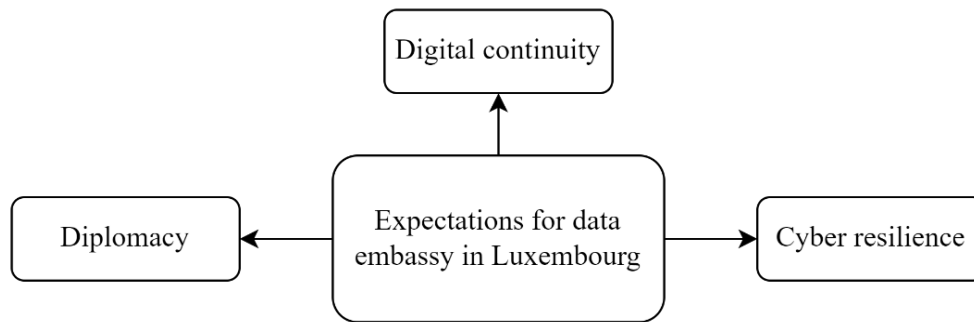 Digital continuity
Diplomacy
Expectations for data
embassy in Luxembourg
Cyber resilience